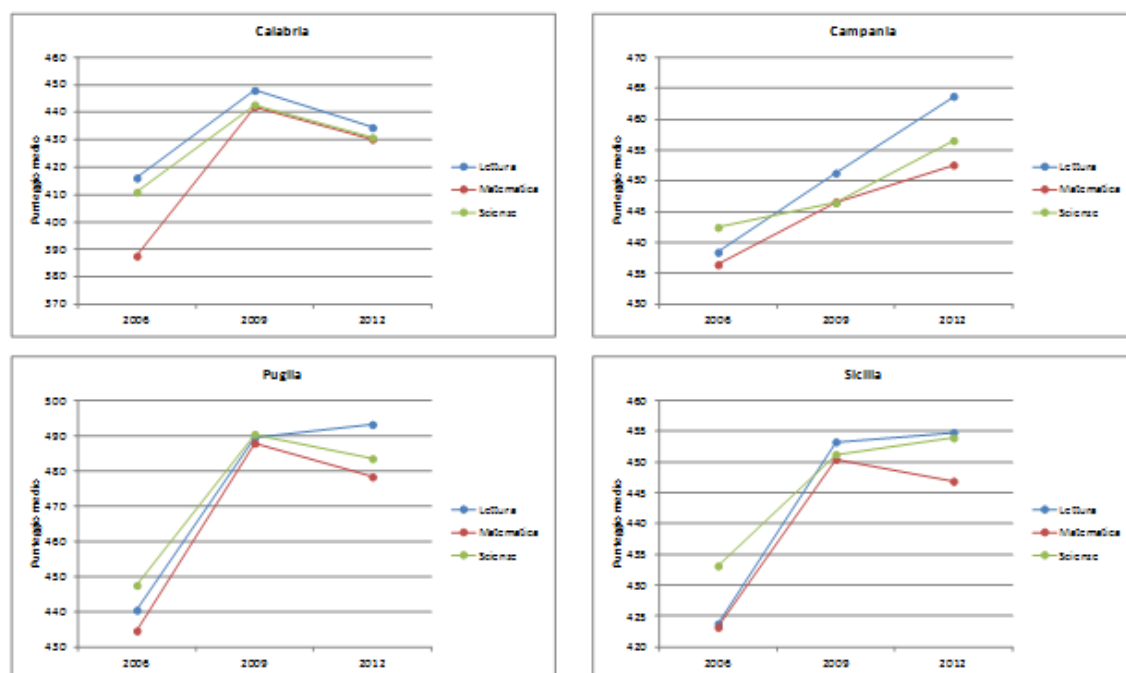 Calabria
Punteggio medio
460
450
440
430
420
410
400
390
380
370
2006
2009
2012
Lettura
Matematica
Scienze
Campania
Punteggio medio
470
465
460
455
450
445
440
435
430
2006
2009
2012
Lettura
Matematica
Scienze
Puglia
Punteggio medio
500
490
480
470
460
450
440
430
2006
2009
2012
Lettura
Matematica
Scienze
Sicilia
Punteggio medio
460
455
450
445
440
435
430
425
420
2006
2009
2012
Lettura
Matematica
Scienze